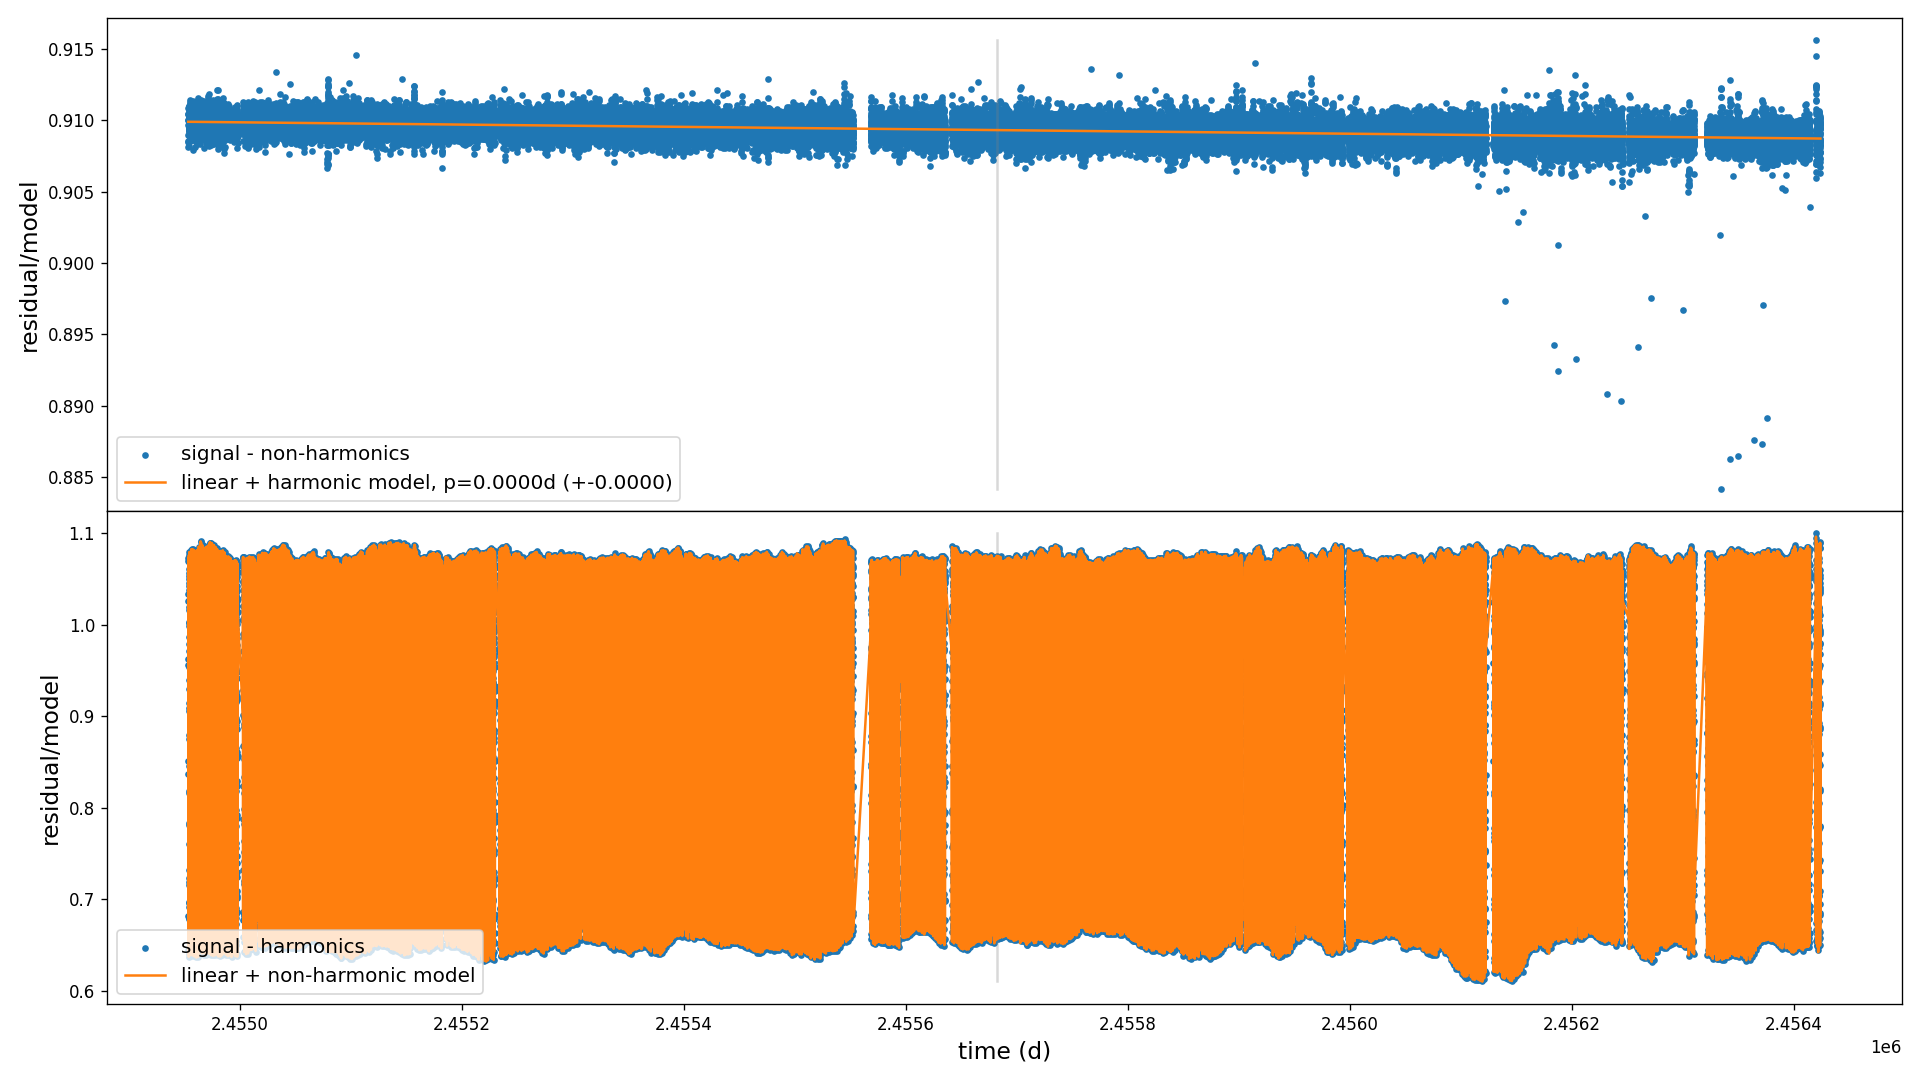 0.915
0.910
0.905
0.900
0.895
0.890
0.885
residual/model
signal - non-harmonics
linear + harmonic model, p=0.0000d (+-0.0000)
1.1
1.0
0.9
0.8
0.7
0.6
residual/model
signal - harmonics
linear + non-harmonic model
2.4550 2.4552 2.4554 2.4556 2.4558 2.4560 2.4562 2.4564
time (d)
1e6